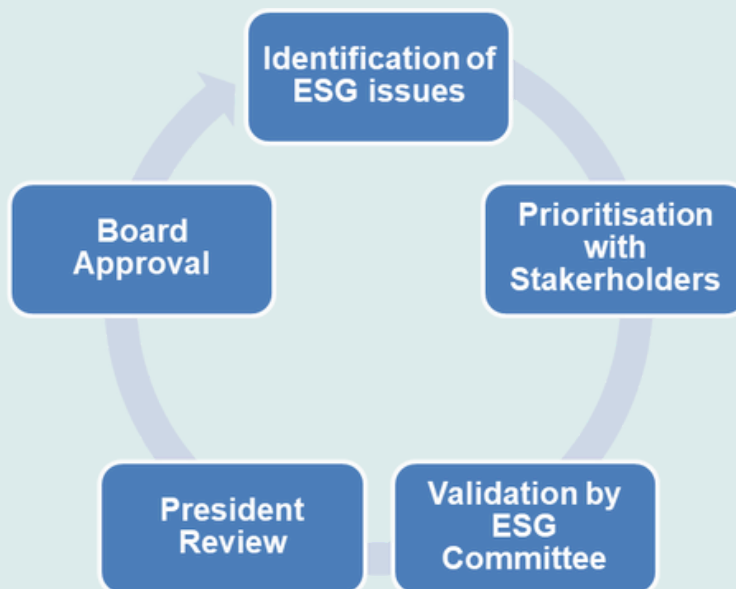 Identification of
ESG issues
Prioritisation
with
Stakerholders
Validation by
ESG
Committee
President
Review
Board
Approval